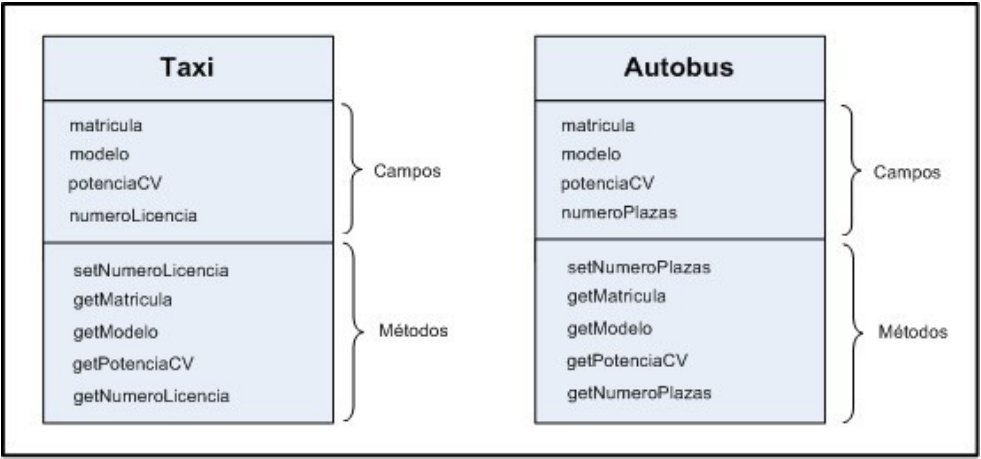 Taxi
matricula
modelo
potenciaCV
numeroLicencia
Campos
setNumeroLicencia
getMatricula
getModelo
getPotenciaCV
getNumeroLicencia
Métodos
Autobus
matricula
modelo
potenciaCV
numeroPlazas
Campos
setNumeroPlazas
getMatricula
getModelo
getPotenciaCV
getNumeroPlazas
Métodos